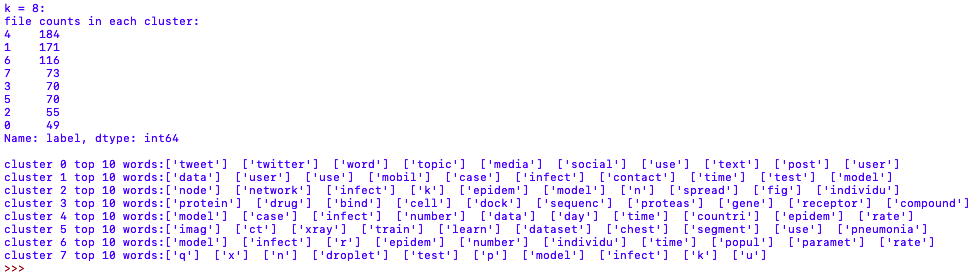 k = 8:
file counts in each cluster:
4    184
1    171
6    116
7     73
3     70
5     70
2     55
0     49
Name: label, dtype: int64
cluster 0 top 10 words:['tweet']  ['twitter']  ['word']  ['topic']  ['media']  ['social']  ['use']  ['text']  ['post']  ['user']
cluster 1 top 10 words:['data']  ['user']  ['use']  ['mobil']  ['case']  ['infect']  ['contact']  ['time']  ['test']  ['model']
cluster 2 top 10 words:['node']  ['network']  ['infect']  ['k']  ['epidem']  ['model']  ['n']  ['spread']  ['fig']  ['individu']
cluster 3 top 10 words:['protein']  ['drug']  ['bind']  ['cell']  ['dock']  ['sequenc']  ['proteas']  ['gene']  ['receptor']  ['compound']
cluster 4 top 10 words:['model']  ['case']  ['infect']  ['number']  ['data']  ['day']  ['time']  ['countri']  ['epidem']  ['rate']
cluster 5 top 10 words:['imag']  ['ct']  ['xray']  ['train']  ['learn']  ['dataset']  ['chest']  ['segment']  ['use']  ['pneumonia']
cluster 6 top 10 words:['model']  ['infect']  ['r']  ['epidem']  ['number']  ['individu']  ['time']  ['popul']  ['paramet']  ['rate']
cluster 7 top 10 words:['q']  ['x']  ['n']  ['droplet']  ['test']  ['p']  ['model']  ['infect']  ['k']  ['u']
>>>